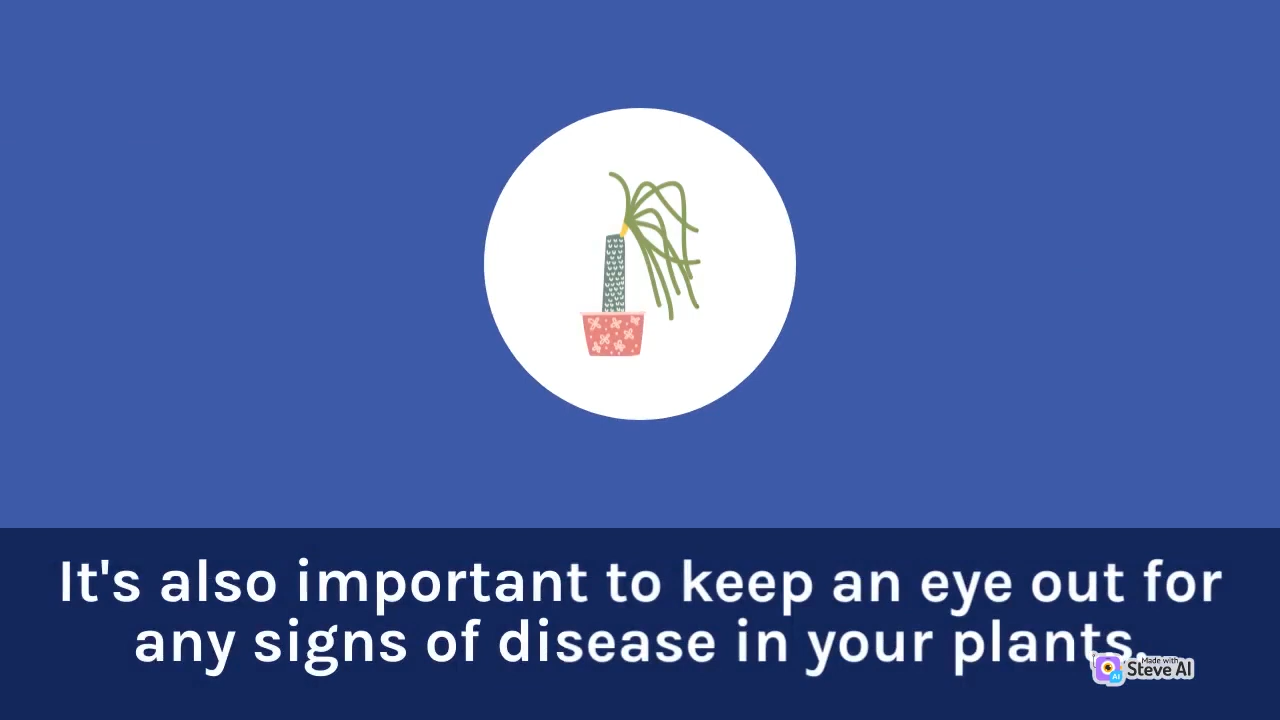 It's also important to keep an eye out for
any signs of disease in your plants.
Made with
Steve AI
AI